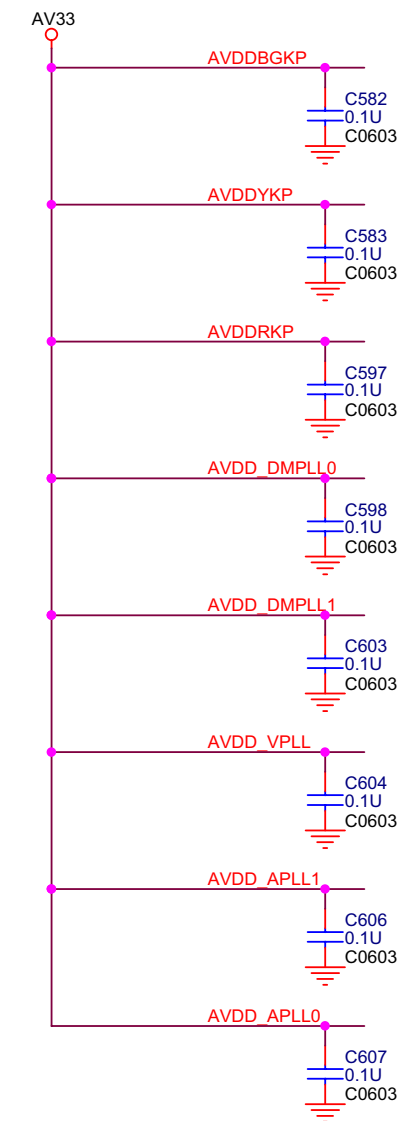 AV33
AVDDBGKP
C582
0.1U
C0603
AVDDYKP
C583
0.1U
C0603
AVDDRKP
C597
0.1U
C0603
AVDD_DMPLL0
C598
0.1U
C0603
AVDD_DMPLL1
C603
0.1U
C0603
AVDD_VPLL
C604
0.1U
C0603
AVDD_APLL1
C606
0.1U
C0603
AVDD_APLL0
C607
0.1U
C0603